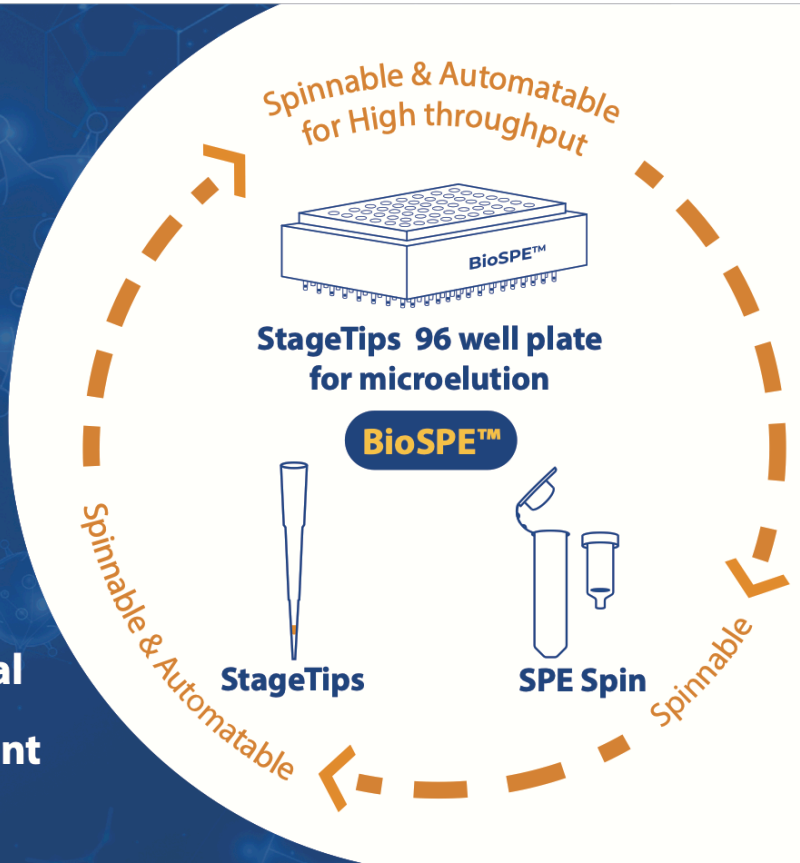 Spinnable & Automatable
for High throughput
BioSPE™
StageTips 96 well plate
for microelution
BioSPE™
StageTips
SPE Spin
Spinnable & Automatable
Spinnable
al
nt